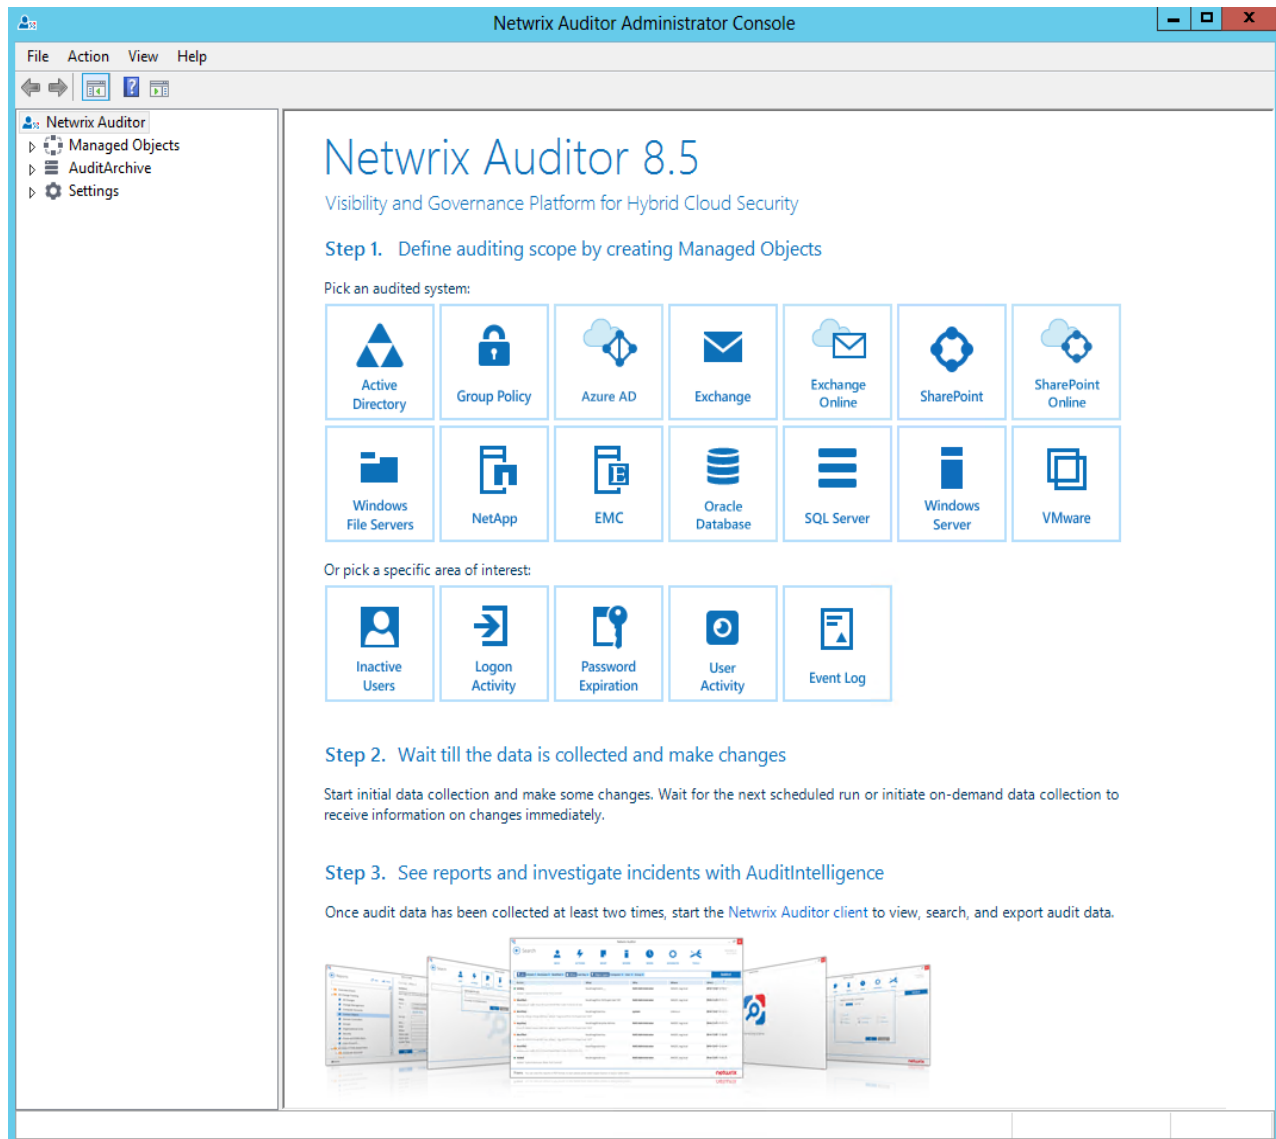 Netwrix Auditor Administrator Console
File Action View Help
Netwrix Auditor
Managed Objects
AuditArchive
Settings
Netwrix Auditor 8.5
Visibility and Governance Platform for Hybrid Cloud Security
Step 1. Define auditing scope by creating Managed Objects
Pick an audited system:
Active Directory
Group Policy
Azure AD
Exchange
Exchange Online
SharePoint
SharePoint Online
Windows File Servers
NetApp
EMC
Oracle Database
SQL Server
Windows Server
VMware
Or pick a specific area of interest:
Inactive Users
Logon Activity
Password Expiration
User Activity
Event Log
Step 2. Wait till the data is collected and make changes
Start initial data collection and make some changes. Wait for the next scheduled run or initiate on-demand data collection to
receive information on changes immediately.
Step 3. See reports and investigate incidents with AuditIntelligence
Once audit data has been collected at least two times, start the Netwrix Auditor client to view, search, and export audit data.
Search
netwrix